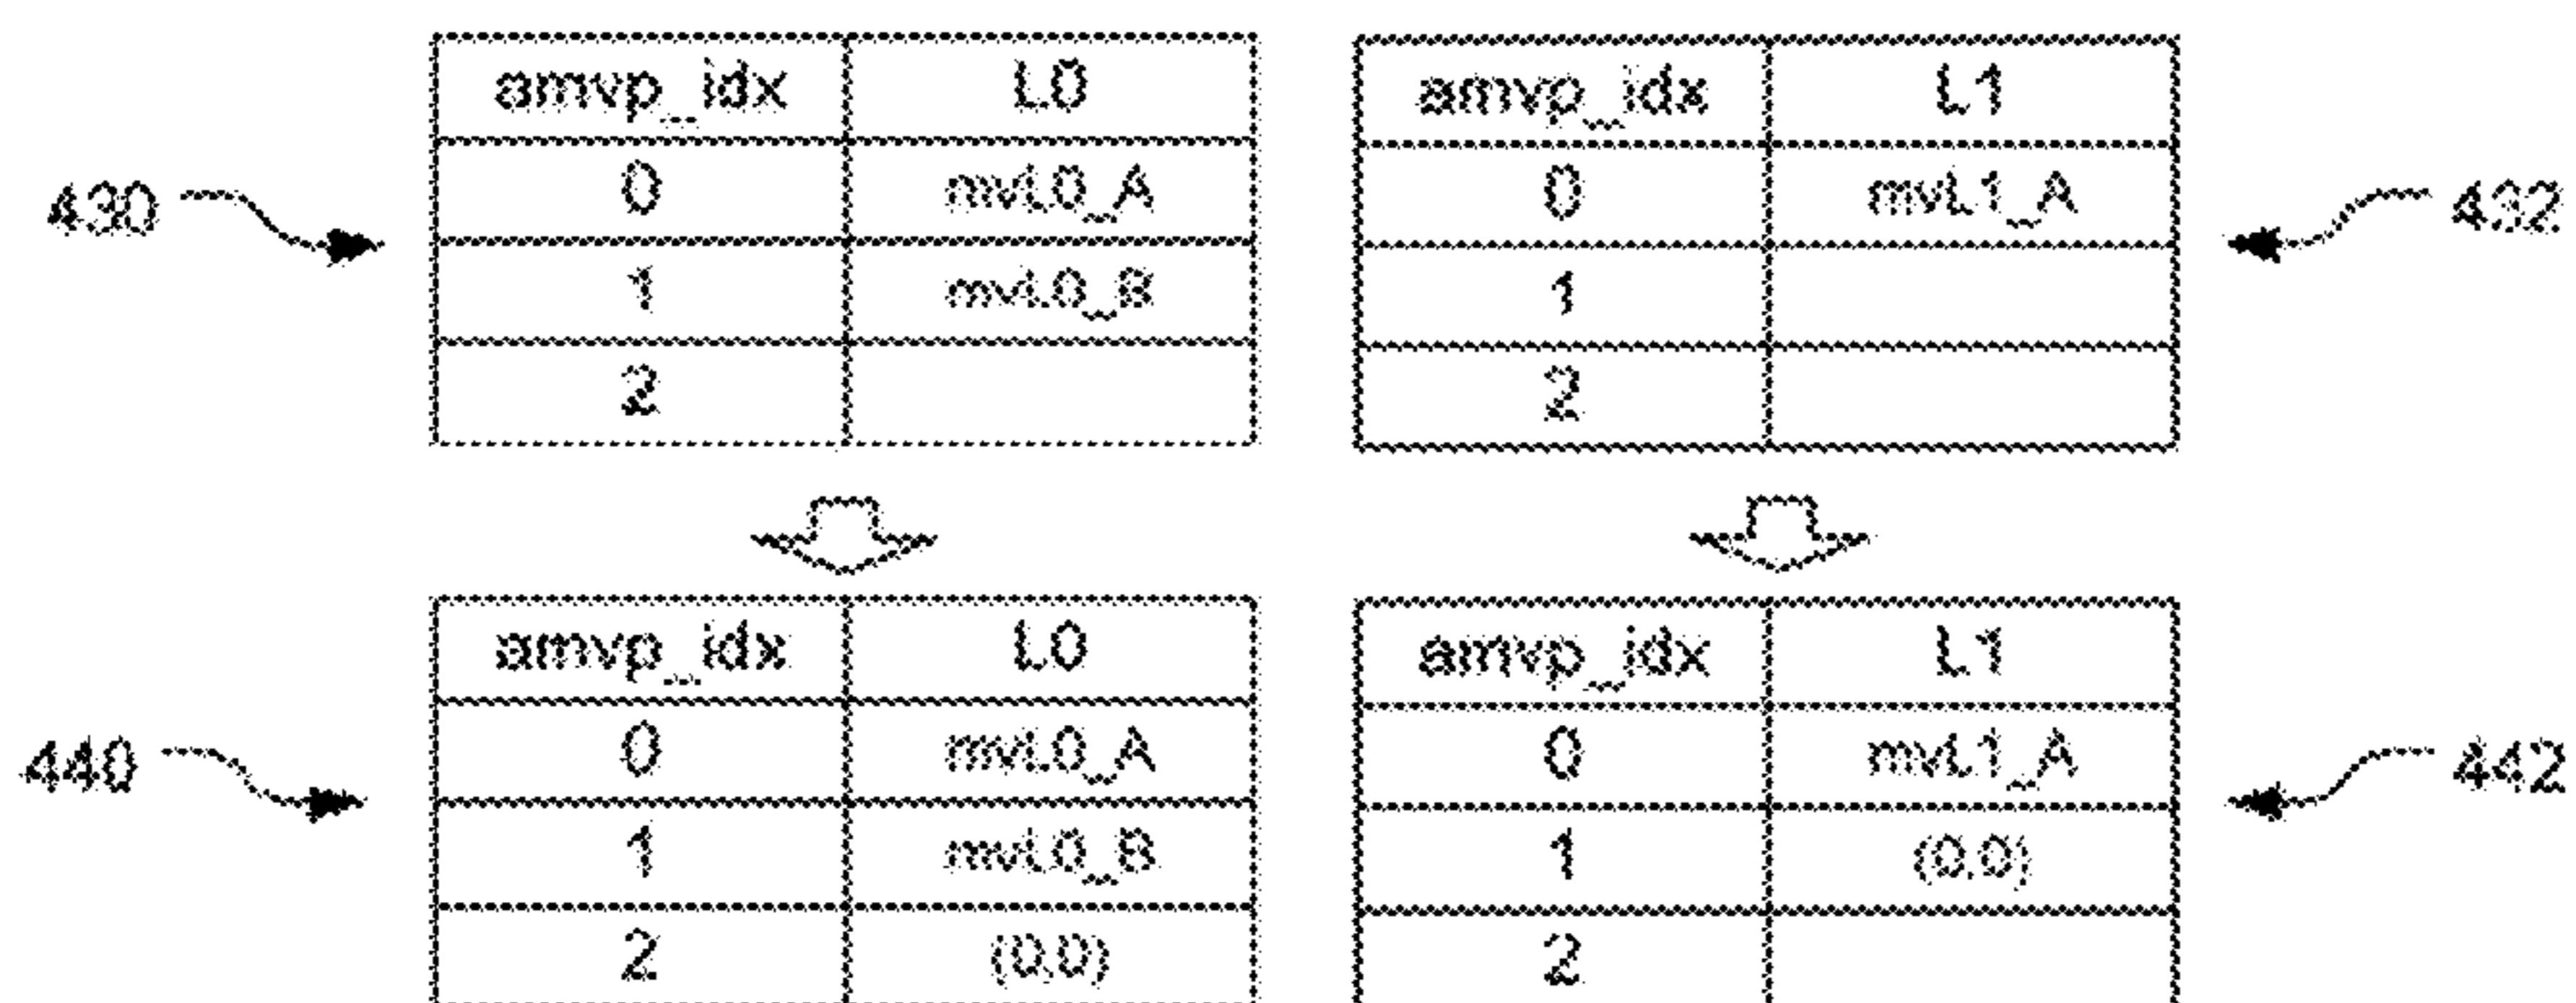 amvp_idx L0 amvp_idx L1
430 0 mvL0_A 0 mvL1_A 432
1 mvL0_B 1
2 2
amvp_idx L0 amvp_idx L1
440 0 mvL0_A 0 mvL1_A 442
1 mvL0_B 1 (0.0)
2 (0.0) 2